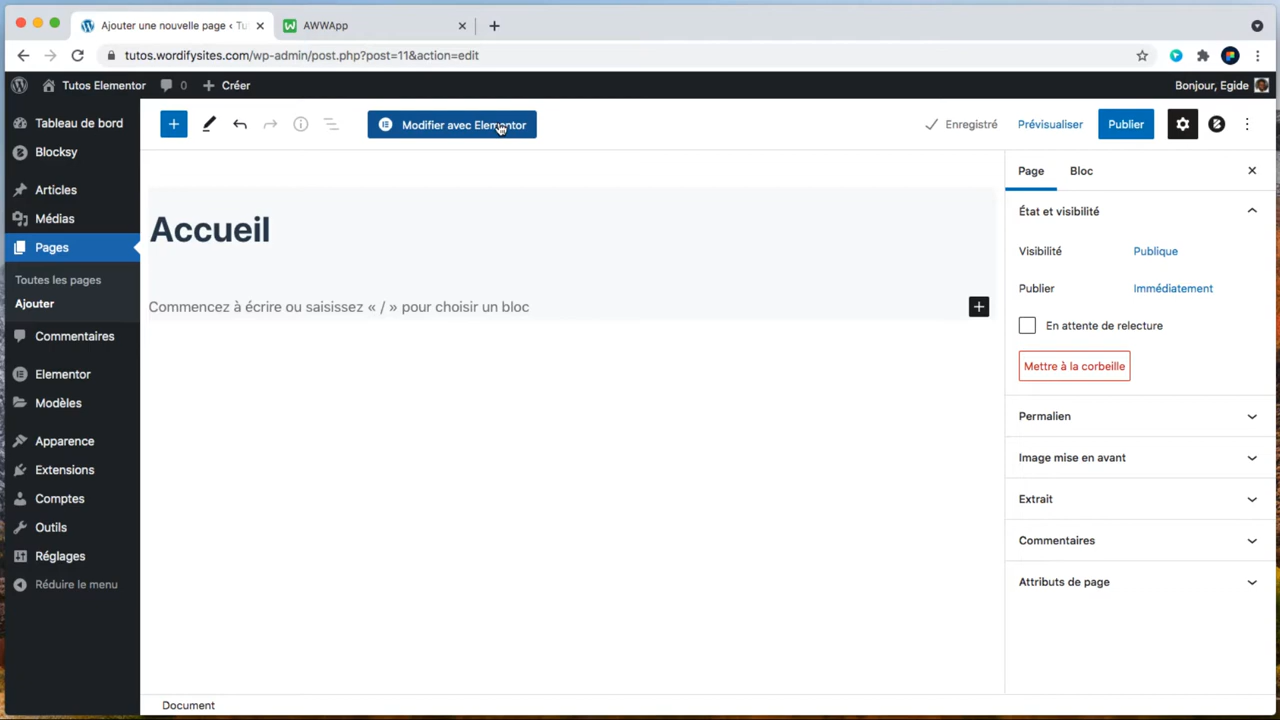 Ajouter une nouvelle page ‹ Tuto
AWWApp
tutos.wordifysites.com/wp-admin/post.php?post=11&action=edit
Tutos Elementor
0
Créer
Bonjour, Egide
Tableau de bord
Blocksy
Articles
Médias
Pages
Toutes les pages
Ajouter
Commentaires
Elementor
Modèles
Apparence
Extensions
Comptes
Outils
Réglages
Réduire le menu
Modifier avec Elementor
Enregistré
Prévisualiser
Publier
Accueil
Commencez à écrire ou saisissez « / » pour choisir un bloc
Page
Bloc
État et visibilité
Visibilité
Publique
Publier
Immédiatement
En attente de relecture
Mettre à la corbeille
Permalien
Image mise en avant
Extrait
Commentaires
Attributs de page
Document